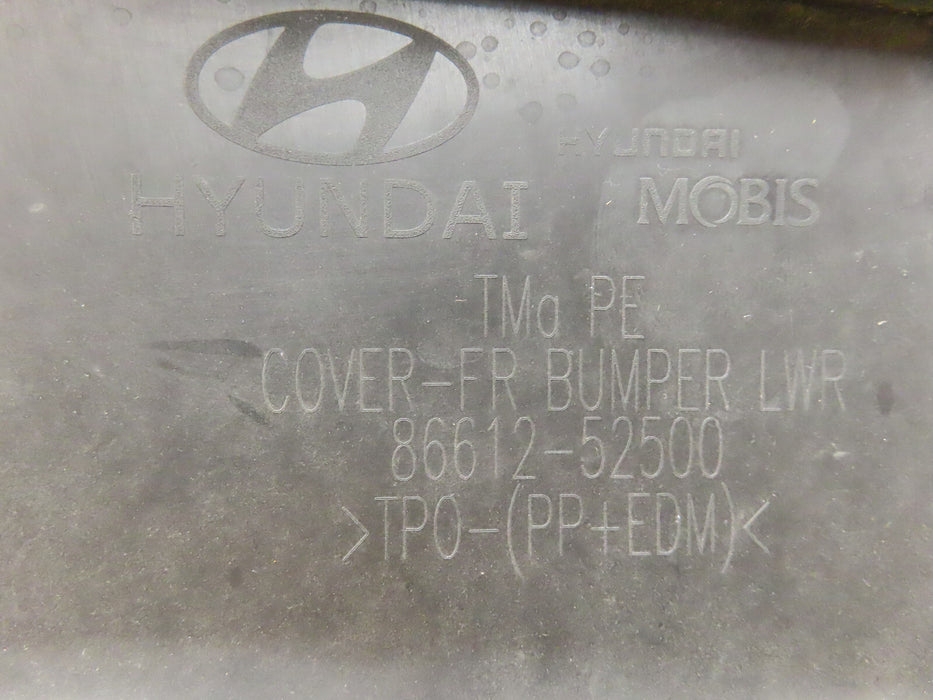 HYUNDAI
HYUNDAI
MOBIS
TMa PE
COVER-FR BUMPER LWR
86612-52500
>TPO-(PP+EDM)<